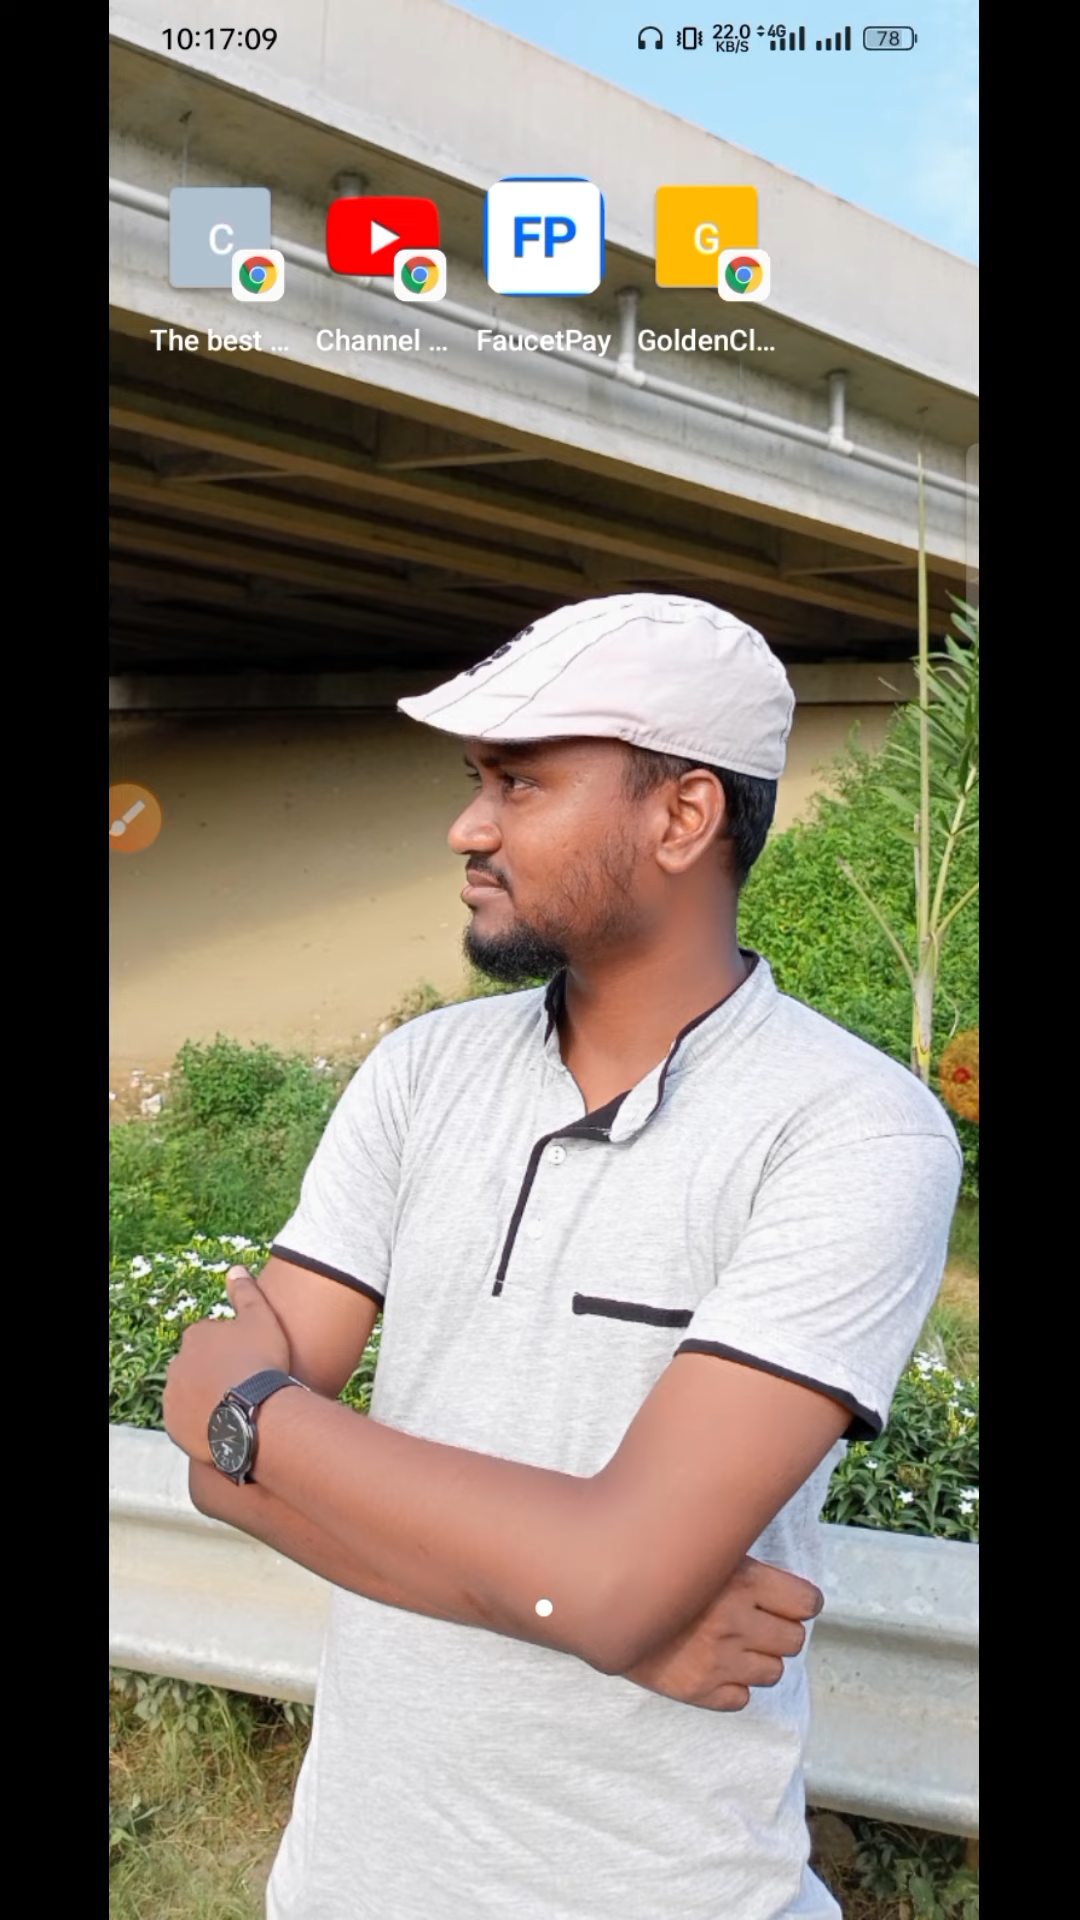 10:17:09
22.0
KB/S
4G
78
C
FP
G
The best ...
Channel ...
FaucetPay
GoldenCl...